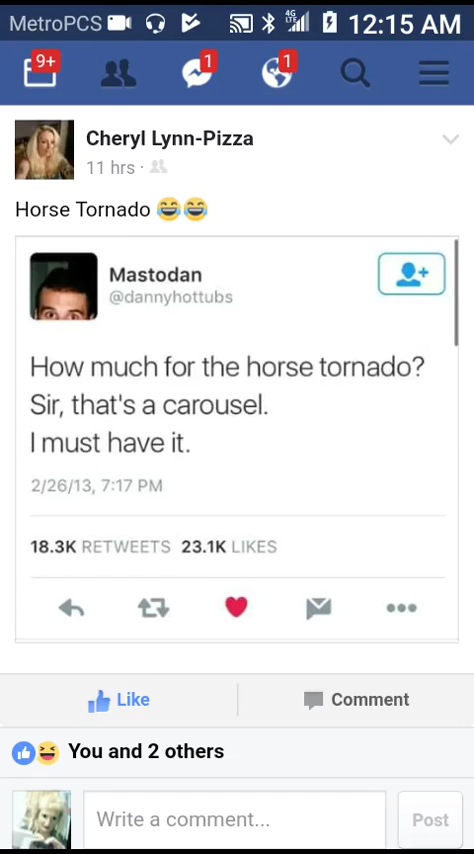 MetroPCS 4G LTE 12:15 AM
9+ 1 1
Cheryl Lynn-Pizza
11 hrs ·
Horse Tornado 😂😂
Mastodan
@dannyhottubs
How much for the horse tornado?
Sir, that's a carousel.
I must have it.
2/26/13, 7:17 PM
18.3K RETWEETS 23.1K LIKES
Like Comment
You and 2 others
Write a comment... Post